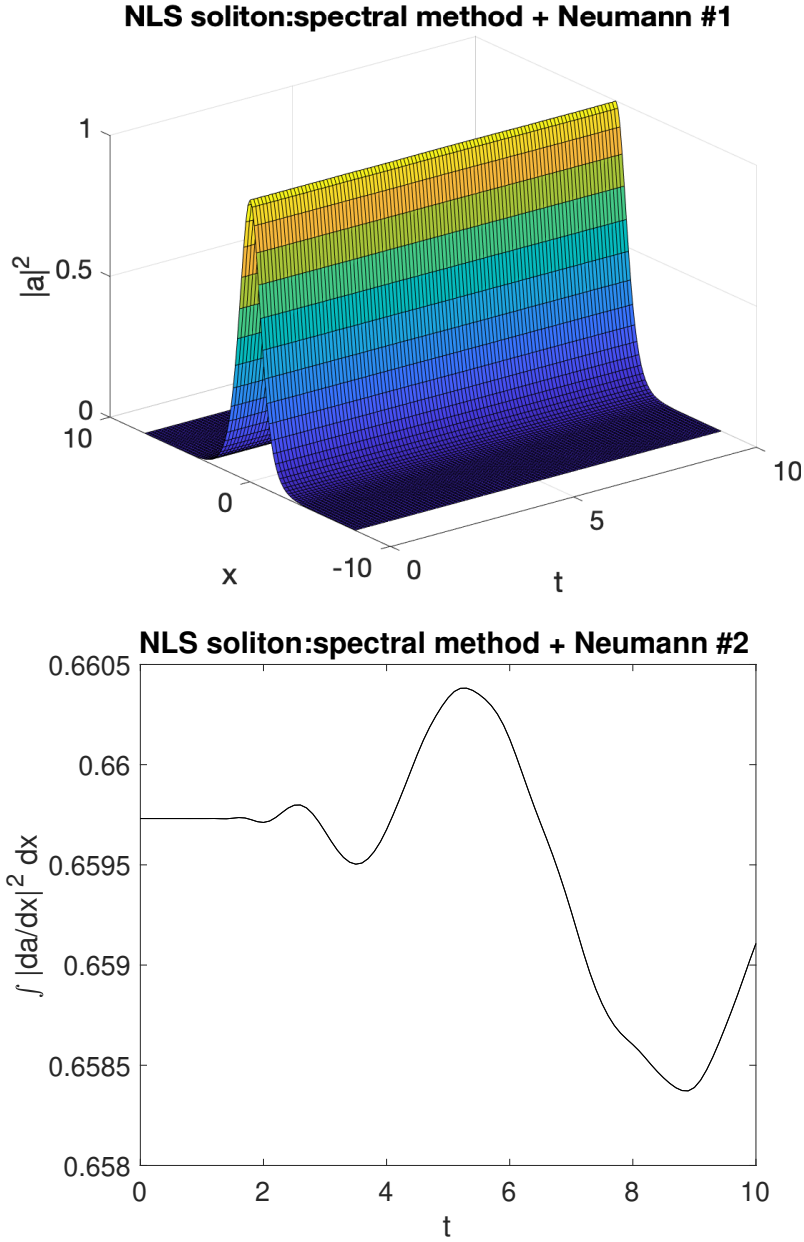 NLS soliton:spectral method + Neumann #1
1
0.5
0
|a|²
10
0
-10
x
0
5
10
t
NLS soliton:spectral method + Neumann #2
0.6605
0.66
0.6595
0.659
0.6585
0.658
∫ |da/dx|² dx
0 2 4 6 8 10
t